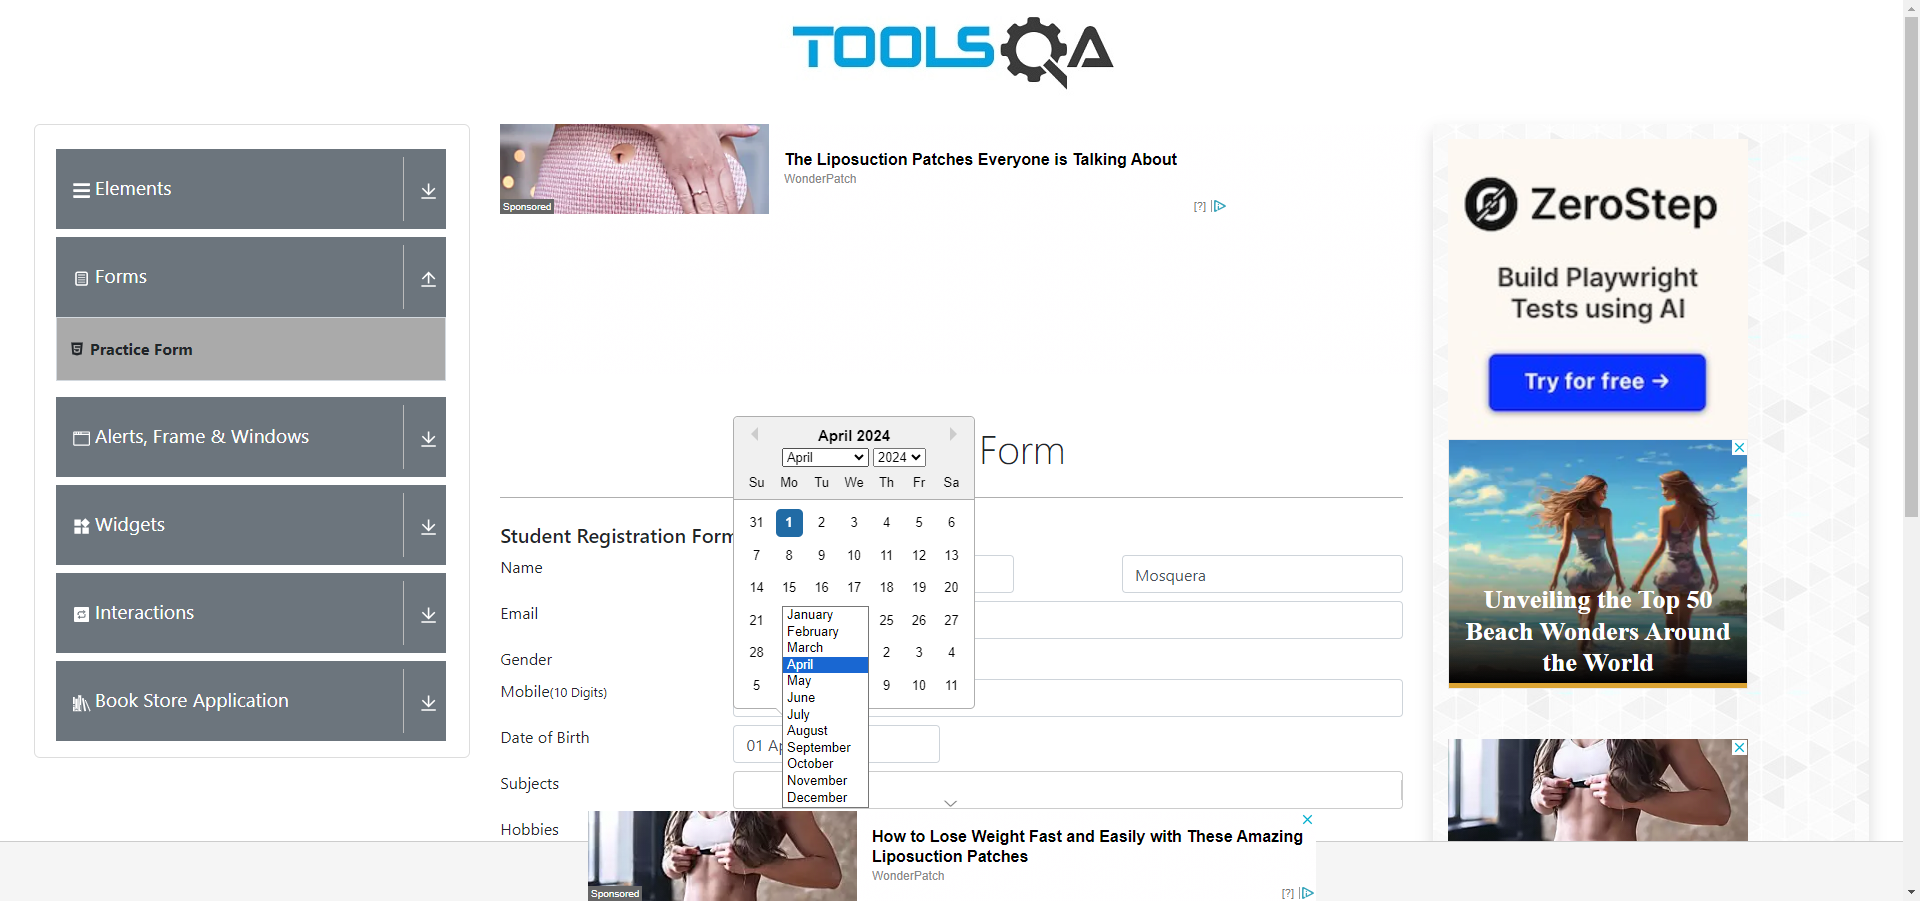 TOOLSQA
Elements
Forms
Practice Form
Alerts, Frame & Windows
Widgets
Interactions
Book Store Application
Sponsored
The Liposuction Patches Everyone is Talking About
WonderPatch
[?]
Form
April 2024
April 2024
Su Mo Tu We Th Fr Sa
31 1 2 3 4 5 6
7 8 9 10 11 12 13
14 15 16 17 18 19 20
21 25 26 27
28 2 3 4
5 9 10 11
January
February
March
April
May
June
July
August
September
October
November
December
Student Registration Form
Name
Mosquera
Email
Gender
Mobile(10 Digits)
Date of Birth
01 Ap
Subjects
Hobbies
Sponsored
How to Lose Weight Fast and Easily with These Amazing
Liposuction Patches
WonderPatch
[?]
ZeroStep
Build Playwright
Tests using AI
Try for free →
Unveiling the Top 50
Beach Wonders Around
the World